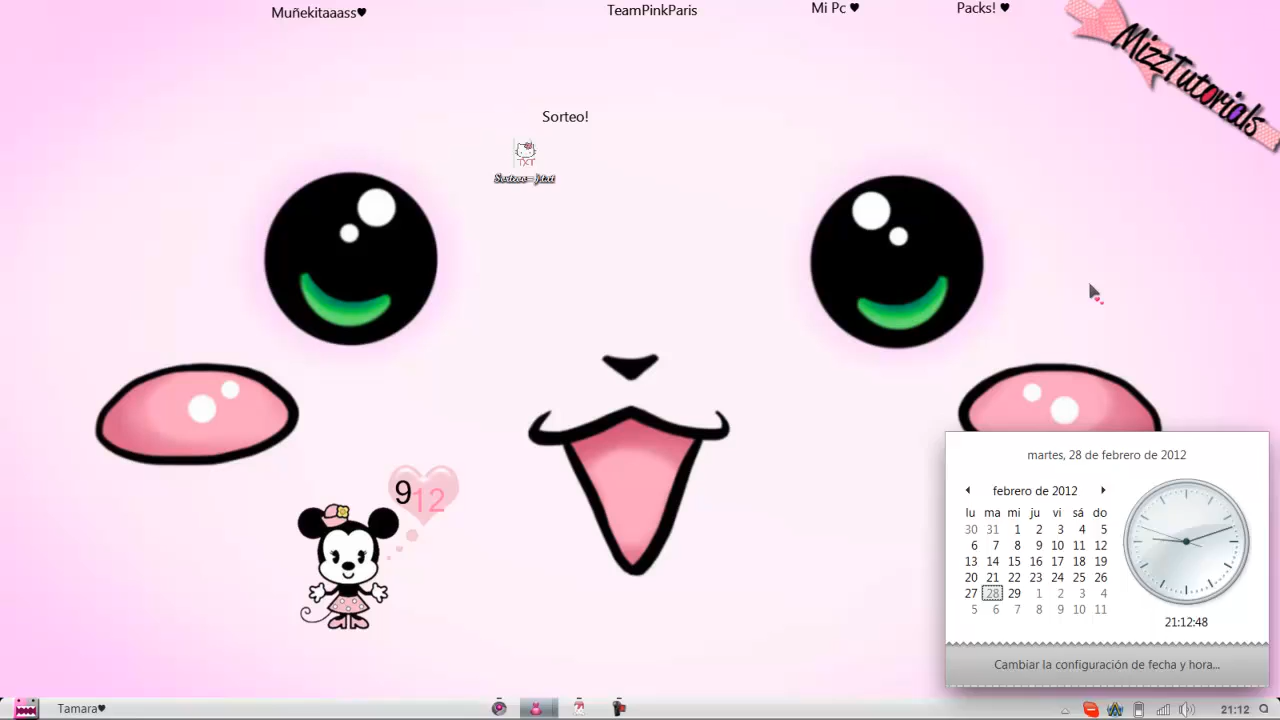 Muñekitaaass♥
TeamPinkParis
Mi Pc ♥
Packs! ♥
MizzTutorials
Sorteo!
TXT
912
martes, 28 de febrero de 2012
febrero de 2012
lu ma mi ju vi sá do
30 31 1 2 3 4 5
6 7 8 9 10 11 12
13 14 15 16 17 18 19
20 21 22 23 24 25 26
27 28 29 1 2 3 4
5 6 7 8 9 10 11
21:12:48
Cambiar la configuración de fecha y hora...
Tamara♥
21:12